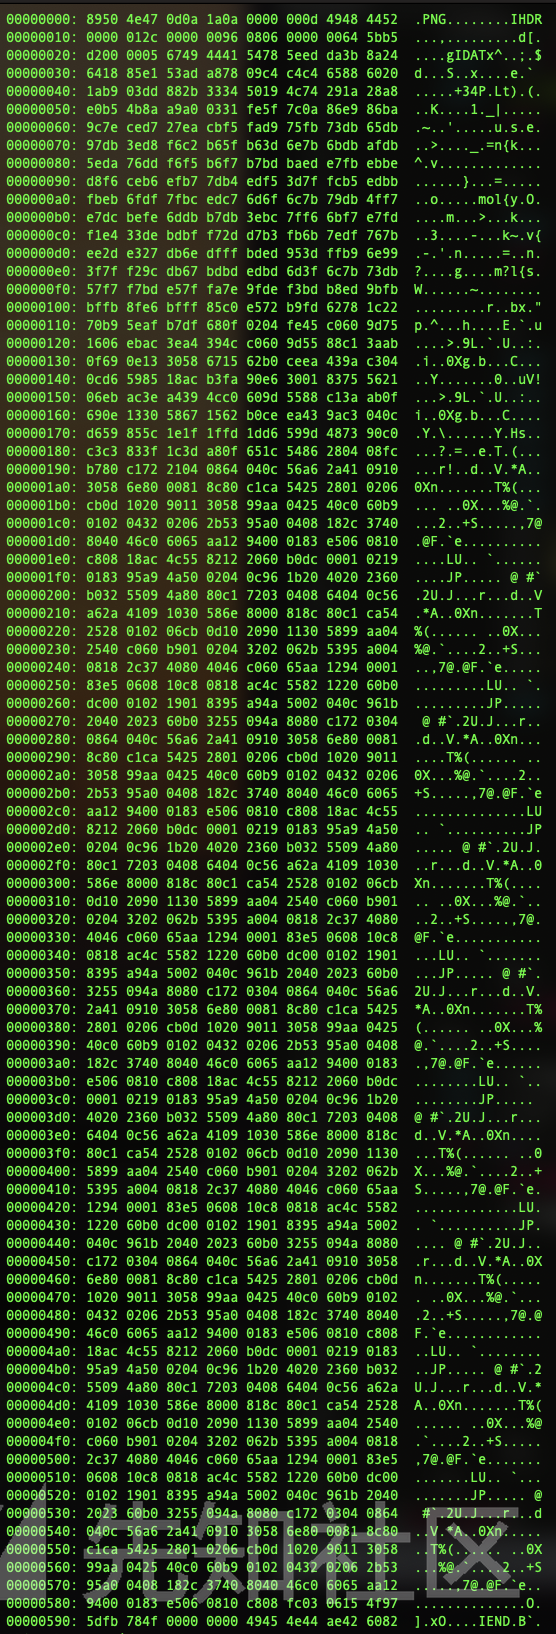 00000000: 8950 4e47 0d0a 1a0a 0000 000d 4948 4452 .PNG........IHDR
00000010: 0000 012c 0000 0096 0806 0000 0064 5bb5 ...,.........d[.
00000020: d200 0005 6749 4441 5478 5eed da3b 8a24 ....gIDATx^..;.$
00000030: 6418 85e1 53ad a878 09c4 c4c4 6588 6020 d...S..x....e.`
00000040: 1ab9 03dd 882b 3334 5019 4c74 291a 28a8 .....+34P.Lt).(.
00000050: e0b5 4b8a a9a0 0331 fe5f 7c0a 86e9 86ba ..K....1._|.....
00000060: 9c7e ced7 27ea cbf5 fad9 75fb 73db 65db .~..'.....u.s.e.
00000070: 97db 3ed8 f6c2 b65f b63d 6e7b 6bdb afdb ..>...._.=n{k...
00000080: 5eda 76dd f6f5 b6f7 b7bd baed e7fb ebbe ^.v.............
00000090: d8f6 ceb6 efb7 7db4 edf5 3d7f fcb5 edbb ......}...=.....
000000a0: fbeb 6fdf 7fbc edc7 6d6f 6c7b 79db 4ff7 ..o.....mol{y.O.
000000b0: e7dc befe 6ddb b7db 3ebc 7ff6 6bf7 e7fd ....m...>...k...
000000c0: f1e4 33de bdbf f72d d7b3 fb6b 7edf 767b ..3....-...k~.v{
000000d0: ee2d e327 db6e dfff bded 953d ffb9 6e99 .-.'.n.....=..n.
000000e0: 3f7f f29c db67 bdbd edbd 6d3f 6c7b 73db ?....g....m?l{s.
000000f0: 57f7 f7bd e57f fa7e 9fde f3bd b8ed 9bfb W......~........
00000100: bffb 8fe6 bfff 85c0 e572 b9fd 6278 1c22 .........r..bx."
00000110: 70b9 5eaf b7df 680f 0204 fe45 c060 9d75 p.^...h....E.`.u
00000120: 1606 ebac 3ea4 394c c060 9d55 88c1 3aab ....>.9L.`.U..:.
00000130: 0f69 0e13 3058 6715 62b0 ceea 439a c304 .i..0Xg.b...C...
00000140: 0cd6 5985 18ac b3fa 90e6 3001 8375 5621 ..Y.......0..uV!
00000150: 06eb ac3e a439 4cc0 609d 5588 c13a ab0f ...>.9L.`.U..:..
00000160: 690e 1330 5867 1562 b0ce ea43 9ac3 040c i..0Xg.b...C....
00000170: d659 855c 1e1f 1ffd 1dd6 599d 4873 90c0 .Y.\......Y.Hs..
00000180: c3c3 833f 1c3d a80f 651c 5486 2804 08fc ...?.=..e.T.(...
00000190: b780 c172 2104 0864 040c 56a6 2a41 0910 ...r!..d..V.*A..
000001a0: 3058 6e80 0081 8c80 c1ca 5425 2801 0206 0Xn.......T%(...
000001b0: cb0d 1020 9011 3058 99aa 0425 40c0 60b9 ... ..0X...%@.`.
000001c0: 0102 0432 0206 2b53 95a0 0408 182c 3740 ...2..+S.....,7@
000001d0: 8040 46c0 6065 aa12 9400 0183 e506 0810 .@F.`e..........
000001e0: c808 18ac 4c55 8212 2060 b0dc 0001 0219 ....LU.. `......
000001f0: 0183 95a9 4a50 0204 0c96 1b20 4020 2360 ....JP..... @ #`
00000200: b032 5509 4a80 80c1 7203 0408 6404 0c56 .2U.J...r...d..V
00000210: a62a 4109 1030 586e 8000 818c 80c1 ca54 .*A..0Xn.......T
00000220: 2528 0102 06cb 0d10 2090 1130 5899 aa04 %(...... ..0X...
00000230: 2540 c060 b901 0204 3202 062b 5395 a004 %@.`....2..+S...
00000240: 0818 2c37 4080 4046 c060 65aa 1294 0001 ..,7@.@F.`e.....
00000250: 83e5 0608 10c8 0818 ac4c 5582 1220 60b0 .........LU.. `.
00000260: dc00 0102 1901 8395 a94a 5002 040c 961b .........JP.....
00000270: 2040 2023 60b0 3255 094a 8080 c172 0304  @ #`.2U.J...r..
00000280: 0864 040c 56a6 2a41 0910 3058 6e80 0081 .d..V.*A..0Xn...
00000290: 8c80 c1ca 5425 2801 0206 cb0d 1020 9011 ....T%(...... ..
000002a0: 3058 99aa 0425 40c0 60b9 0102 0432 0206 0X...%@.`....2..
000002b0: 2b53 95a0 0408 182c 3740 8040 46c0 6065 +S.....,7@.@F.`e
000002c0: aa12 9400 0183 e506 0810 c808 18ac 4c55 ..............LU
000002d0: 8212 2060 b0dc 0001 0219 0183 95a9 4a50 .. `..........JP
000002e0: 0204 0c96 1b20 4020 2360 b032 5509 4a80 ..... @ #`.2U.J.
000002f0: 80c1 7203 0408 6404 0c56 a62a 4109 1030 ..r...d..V.*A..0
00000300: 586e 8000 818c 80c1 ca54 2528 0102 06cb Xn.......T%(....
00000310: 0d10 2090 1130 5899 aa04 2540 c060 b901 .. ..0X...%@.`..
00000320: 0204 3202 062b 5395 a004 0818 2c37 4080 ..2..+S.....,7@.
00000330: 4046 c060 65aa 1294 0001 83e5 0608 10c8 @F.`e...........
00000340: 0818 ac4c 5582 1220 60b0 dc00 0102 1901 ...LU.. `.......
00000350: 8395 a94a 5002 040c 961b 2040 2023 60b0 ...JP..... @ #`.
00000360: 3255 094a 8080 c172 0304 0864 040c 56a6 2U.J...r...d..V.
00000370: 2a41 0910 3058 6e80 0081 8c80 c1ca 5425 *A..0Xn.......T%
00000380: 2801 0206 cb0d 1020 9011 3058 99aa 0425 (...... ..0X...%
00000390: 40c0 60b9 0102 0432 0206 2b53 95a0 0408 @.`....2..+S....
000003a0: 182c 3740 8040 46c0 6065 aa12 9400 0183 .,7@.@F.`e......
000003b0: e506 0810 c808 18ac 4c55 8212 2060 b0dc ........LU.. `..
000003c0: 0001 0219 0183 95a9 4a50 0204 0c96 1b20 ........JP.....
000003d0: 4020 2360 b032 5509 4a80 80c1 7203 0408 @ #`.2U.J...r...
000003e0: 6404 0c56 a62a 4109 1030 586e 8000 818c d..V.*A..0Xn....
000003f0: 80c1 ca54 2528 0102 06cb 0d10 2090 1130 ...T%(...... ..0
00000400: 5899 aa04 2540 c060 b901 0204 3202 062b X...%@.`....2..+
00000410: 5395 a004 0818 2c37 4080 4046 c060 65aa S.....,7@.@F.`e.
00000420: 1294 0001 83e5 0608 10c8 0818 ac4c 5582 .............LU.
00000430: 1220 60b0 dc00 0102 1901 8395 a94a 5002 . `..........JP.
00000440: 040c 961b 2040 2023 60b0 3255 094a 8080 .... @ #`.2U.J..
00000450: c172 0304 0864 040c 56a6 2a41 0910 3058 .r...d..V.*A..0X
00000460: 6e80 0081 8c80 c1ca 5425 2801 0206 cb0d n.......T%(.....
00000470: 1020 9011 3058 99aa 0425 40c0 60b9 0102 . ..0X...%@.`...
00000480: 0432 0206 2b53 95a0 0408 182c 3740 8040 .2..+S.....,7@.@
00000490: 46c0 6065 aa12 9400 0183 e506 0810 c808 F.`e............
000004a0: 18ac 4c55 8212 2060 b0dc 0001 0219 0183 ..LU.. `........
000004b0: 95a9 4a50 0204 0c96 1b20 4020 2360 b032 ..JP..... @ #`.2
000004c0: 5509 4a80 80c1 7203 0408 6404 0c56 a62a U.J...r...d..V.*
000004d0: 4109 1030 586e 8000 818c 80c1 ca54 2528 A..0Xn.......T%(
000004e0: 0102 06cb 0d10 2090 1130 5899 aa04 2540 ...... ..0X...%@
000004f0: c060 b901 0204 3202 062b 5395 a004 0818 .`....2..+S.....
00000500: 2c37 4080 4046 c060 65aa 1294 0001 83e5 ,7@.@F.`e.......
00000510: 0608 10c8 0818 ac4c 5582 1220 60b0 dc00 .......LU.. `...
00000520: 0102 1901 8395 a94a 5002 040c 961b 2040 .......JP..... @
00000530: 2023 60b0 3255 094a 8080 c172 0304 0864  #`.2U.J...r...d
00000540: 040c 56a6 2a41 0910 3058 6e80 0081 8c80 ..V.*A..0Xn.....
00000550: c1ca 5425 2801 0206 cb0d 1020 9011 3058 ..T%(...... ..0X
00000560: 99aa 0425 40c0 60b9 0102 0432 0206 2b53 ...%@.`....2..+S
00000570: 95a0 0408 182c 3740 8040 46c0 6065 aa12 .....,7@.@F.`e..
00000580: 9400 0183 e506 0810 c808 fc03 0615 4f97 ..............O.
00000590: 5dfb 784f 0000 0000 4945 4e44 ae42 6082 ].xO....IEND.B`.
先知社区